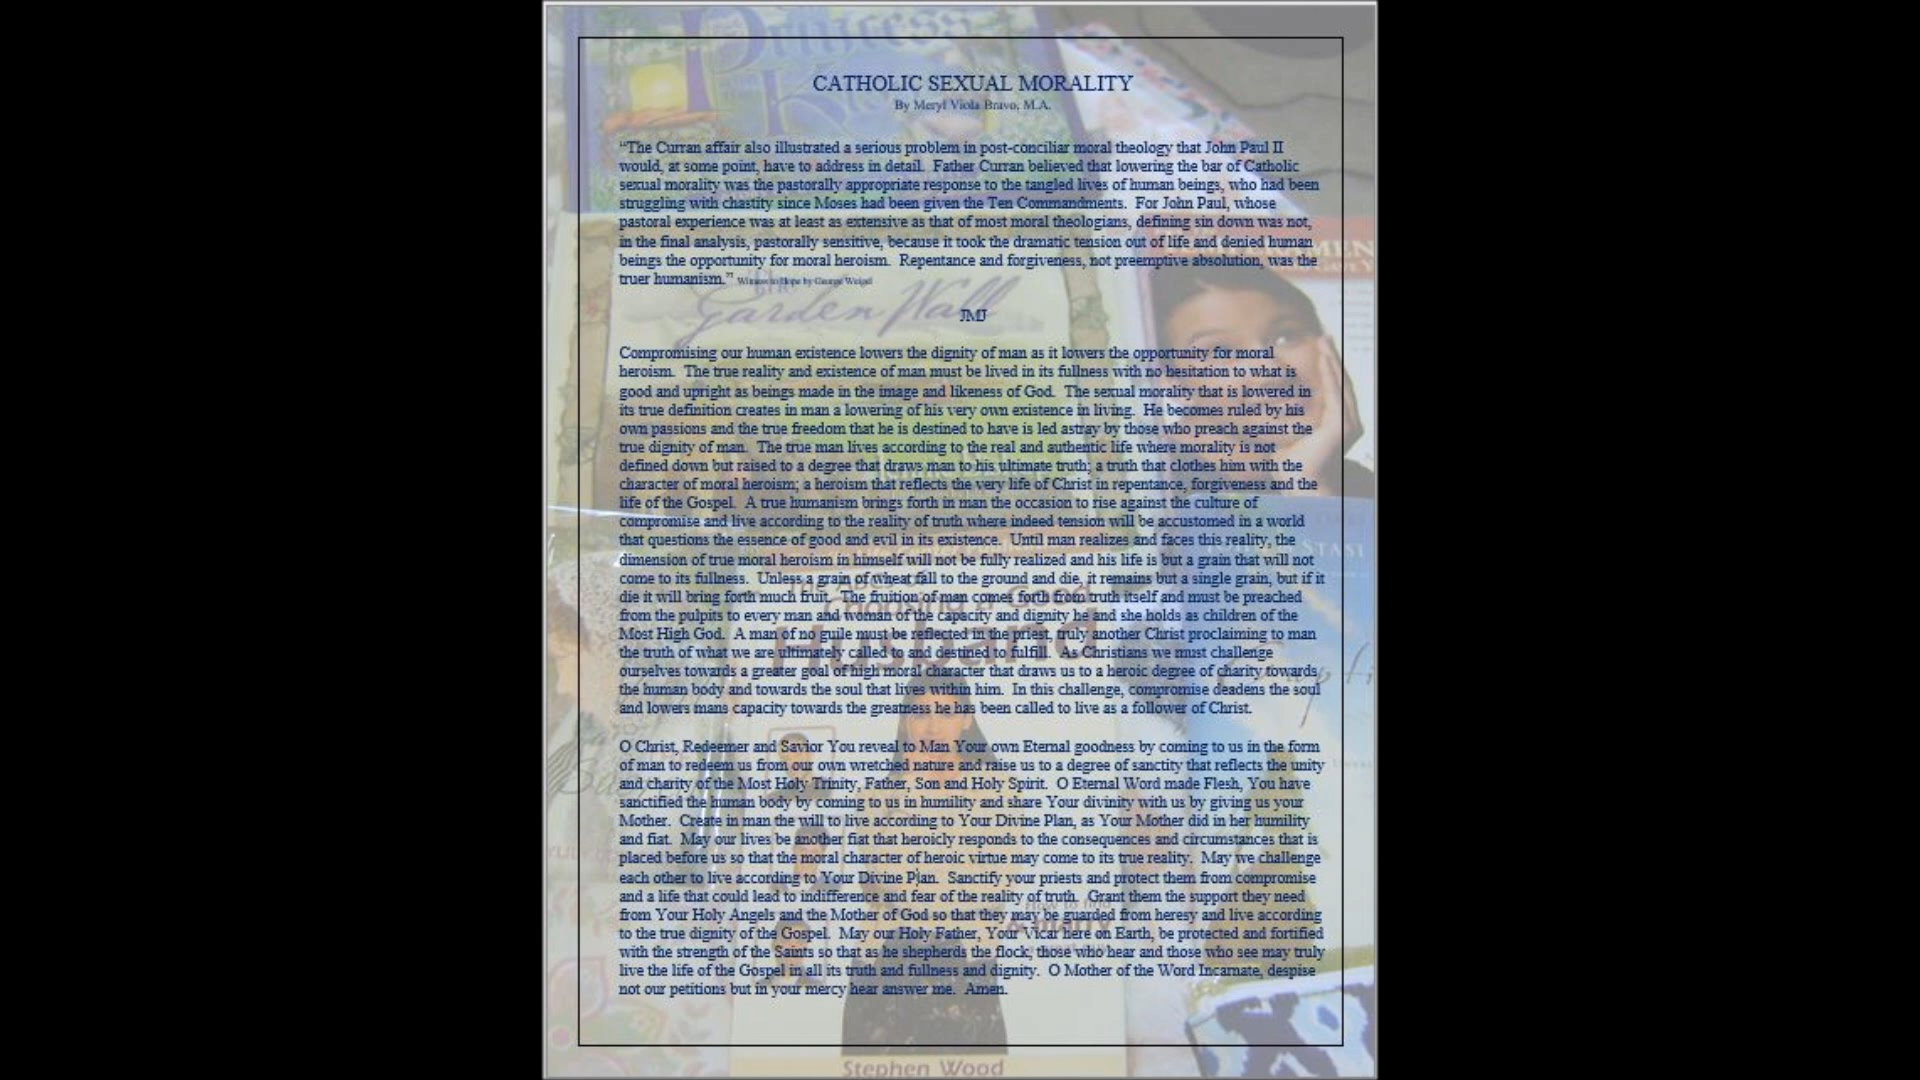 Princess
CATHOLIC SEXUAL MORALITY
By Meryl Viola Bravo, M.A.
“The Curran affair also illustrated a serious problem in post-conciliar moral theology that John Paul II
would, at some point, have to address in detail.  Father Curran believed that lowering the bar of Catholic
sexual morality was the pastorally appropriate response to the tangled lives of human beings, who had been
struggling with chastity since Moses had been given the Ten Commandments.  For John Paul, whose
pastoral experience was at least as extensive as that of most moral theologians, defining sin down was not,
in the final analysis, pastorally sensitive, because it took the dramatic tension out of life and denied human
beings the opportunity for moral heroism.  Repentance and forgiveness, not preemptive absolution, was the
truer humanism.” Witness to Hope by George Weigel
The
Garden Wall
JMJ
Compromising our human existence lowers the dignity of man as it lowers the opportunity for moral
heroism.  The true reality and existence of man must be lived in its fullness with no hesitation to what is
good and upright as beings made in the image and likeness of God.  The sexual morality that is lowered in
its true definition creates in man a lowering of his very own existence in living.  He becomes ruled by his
own passions and the true freedom that he is destined to have is led astray by those who preach against the
true dignity of man.  The true man lives according to the real and authentic life where morality is not
defined down but raised to a degree that draws man to his ultimate truth; a truth that clothes him with the
character of moral heroism; a heroism that reflects the very life of Christ in repentance, forgiveness and the
life of the Gospel.  A true humanism brings forth in man the occasion to rise against the culture of
compromise and live according to the reality of truth where indeed tension will be accustomed in a world
that questions the essence of good and evil in its existence.  Until man realizes and faces this reality, the
dimension of true moral heroism in himself will not be fully realized and his life is but a grain that will not
come to its fullness.  Unless a grain of wheat fall to the ground and die, it remains but a single grain, but if it
die it will bring forth much fruit.  The fruition of man comes forth from truth itself and must be preached
from the pulpits to every man and woman of the capacity and dignity he and she holds as children of the
Most High God.  A man of no guile must be reflected in the priest, truly another Christ proclaiming to man
the truth of what we are ultimately called to and destined to fulfill.  As Christians we must challenge
ourselves towards a greater goal of high moral character that draws us to a heroic degree of charity towards
the human body and towards the soul that lives within him.  In this challenge, compromise deadens the soul
and lowers mans capacity towards the greatness he has been called to live as a follower of Christ.
The ABCs of
Choosing a Good
Husband
O Christ, Redeemer and Savior You reveal to Man Your own Eternal goodness by coming to us in the form
of man to redeem us from our own wretched nature and raise us to a degree of sanctity that reflects the unity
and charity of the Most Holy Trinity, Father, Son and Holy Spirit.  O Eternal Word made Flesh, You have
sanctified the human body by coming to us in humility and share Your divinity with us by giving us your
Mother.  Create in man the will to live according to Your Divine Plan, as Your Mother did in her humility
and fiat.  May our lives be another fiat that heroicly responds to the consequences and circumstances that is
placed before us so that the moral character of heroic virtue may come to its true reality.  May we challenge
each other to live according to Your Divine Plan.  Sanctify your priests and protect them from compromise
and a life that could lead to indifference and fear of the reality of truth.  Grant them the support they need
from Your Holy Angels and the Mother of God so that they may be guarded from heresy and live according
to the true dignity of the Gospel.  May our Holy Father, Your Vicar here on Earth, be protected and fortified
with the strength of the Saints so that as he shepherds the flock, those who hear and those who see may truly
live the life of the Gospel in all its truth and fullness and dignity.  O Mother of the Word Incarnate, despise
not our petitions but in your mercy hear answer me.  Amen.
How to find
& marry
Stephen Wood